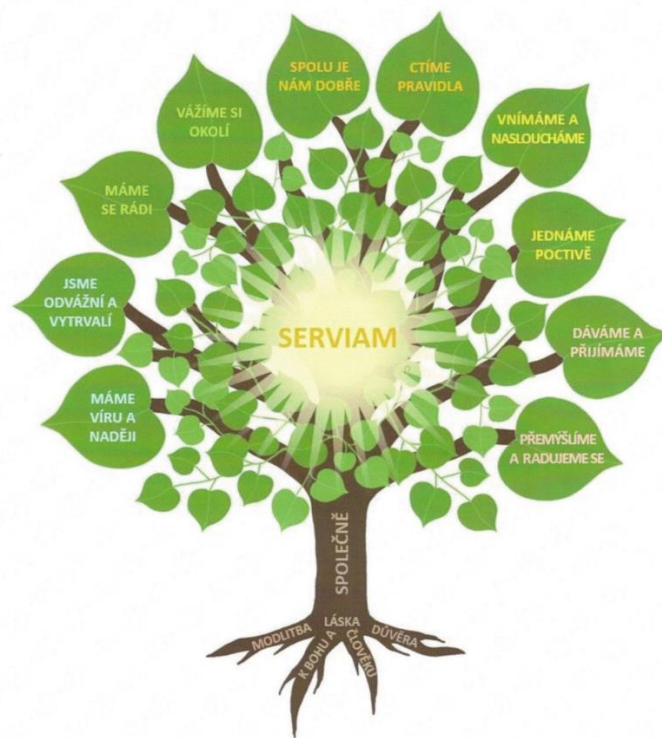 SPOLU JE
NÁM DOBŘE
CTÍME
PRAVIDLA
VÁŽÍME SI
OKOLÍ
VNÍMÁME A
NASLOUCHÁME
MÁME
SE RÁDI
JEDNÁME
POCTIVĚ
JSME
ODVÁŽNÍ A
VYTRVALÍ
DÁVÁME A
PŘIJÍMÁME
SERVIAM
MÁME
VÍRU A
NADĚJI
PŘEMÝŠLÍME
A RADUJEME SE
SPOLEČNĚ
MODLITBA
LÁSKA
K BOHU A
ČLOVĚKU
DŮVĚRA